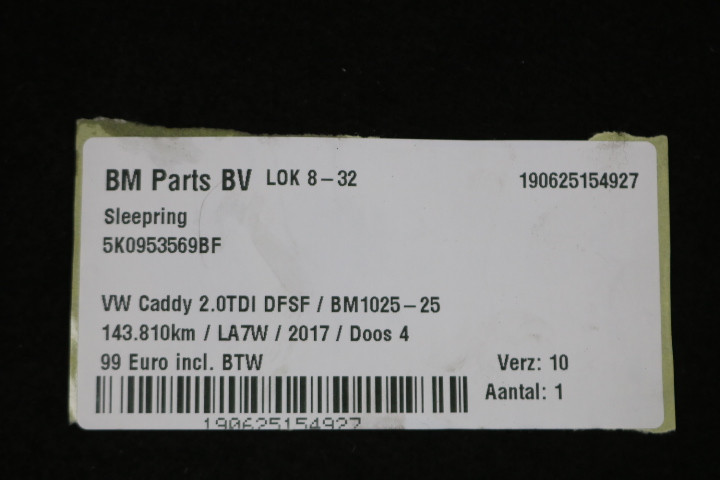 BM Parts BV LOK 8-32 190625154927
Sleepring
5K0953569BF
VW Caddy 2.0TDI DFSF / BM1025-25
143.810km / LA7W / 2017 / Doos 4
99 Euro incl. BTW Verz: 10
Aantal: 1
190625154927